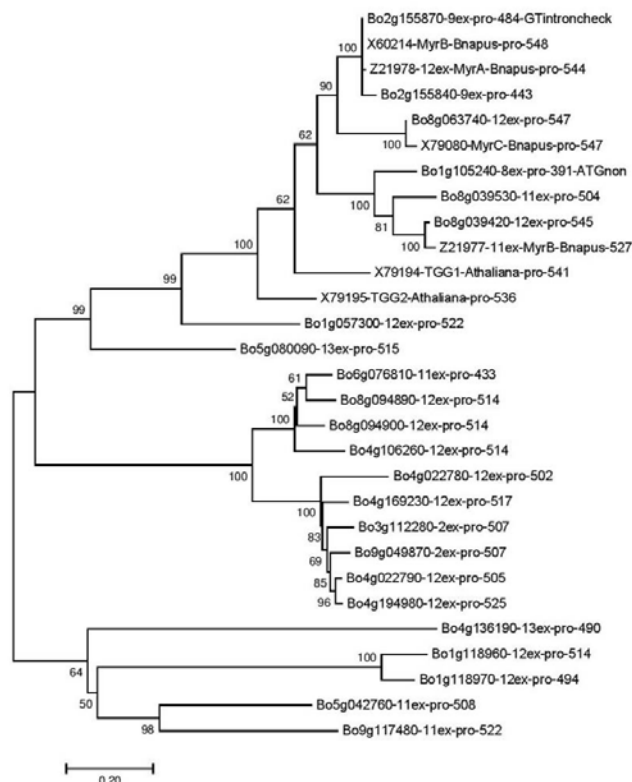 Bo2g155870-9ex-pro-484-GTintroncheck
X60214-MyrB-Bnapus-pro-548
100
Z21978-12ex-MyrA-Bnapus-pro-544
90
Bo2g155840-9ex-pro-443
Bo8g063740-12ex-pro-547
62
100
X79080-MyrC-Bnapus-pro-547
Bo1g105240-8ex-pro-391-ATGnon
62
100
Bo8g039530-11ex-pro-504
81
Bo8g039420-12ex-pro-545
100
100
Z21977-11ex-MyrB-Bnapus-527
X79194-TGG1-Athaliana-pro-541
99
X79195-TGG2-Athaliana-pro-536
99
Bo1g057300-12ex-pro-522
Bo5g080090-13ex-pro-515
61
Bo6g076810-11ex-pro-433
52
Bo8g094890-12ex-pro-514
100
Bo8g094900-12ex-pro-514
Bo4g106260-12ex-pro-514
100
Bo4g022780-12ex-pro-502
100
Bo4g169230-12ex-pro-517
83
Bo3g112280-2ex-pro-507
69
Bo9g049870-2ex-pro-507
85
Bo4g022790-12ex-pro-505
96
Bo4g194980-12ex-pro-525
Bo4g136190-13ex-pro-490
64
100
Bo1g118960-12ex-pro-514
50
Bo1g118970-12ex-pro-494
Bo5g042760-11ex-pro-508
98
Bo9g117480-11ex-pro-522
0.20